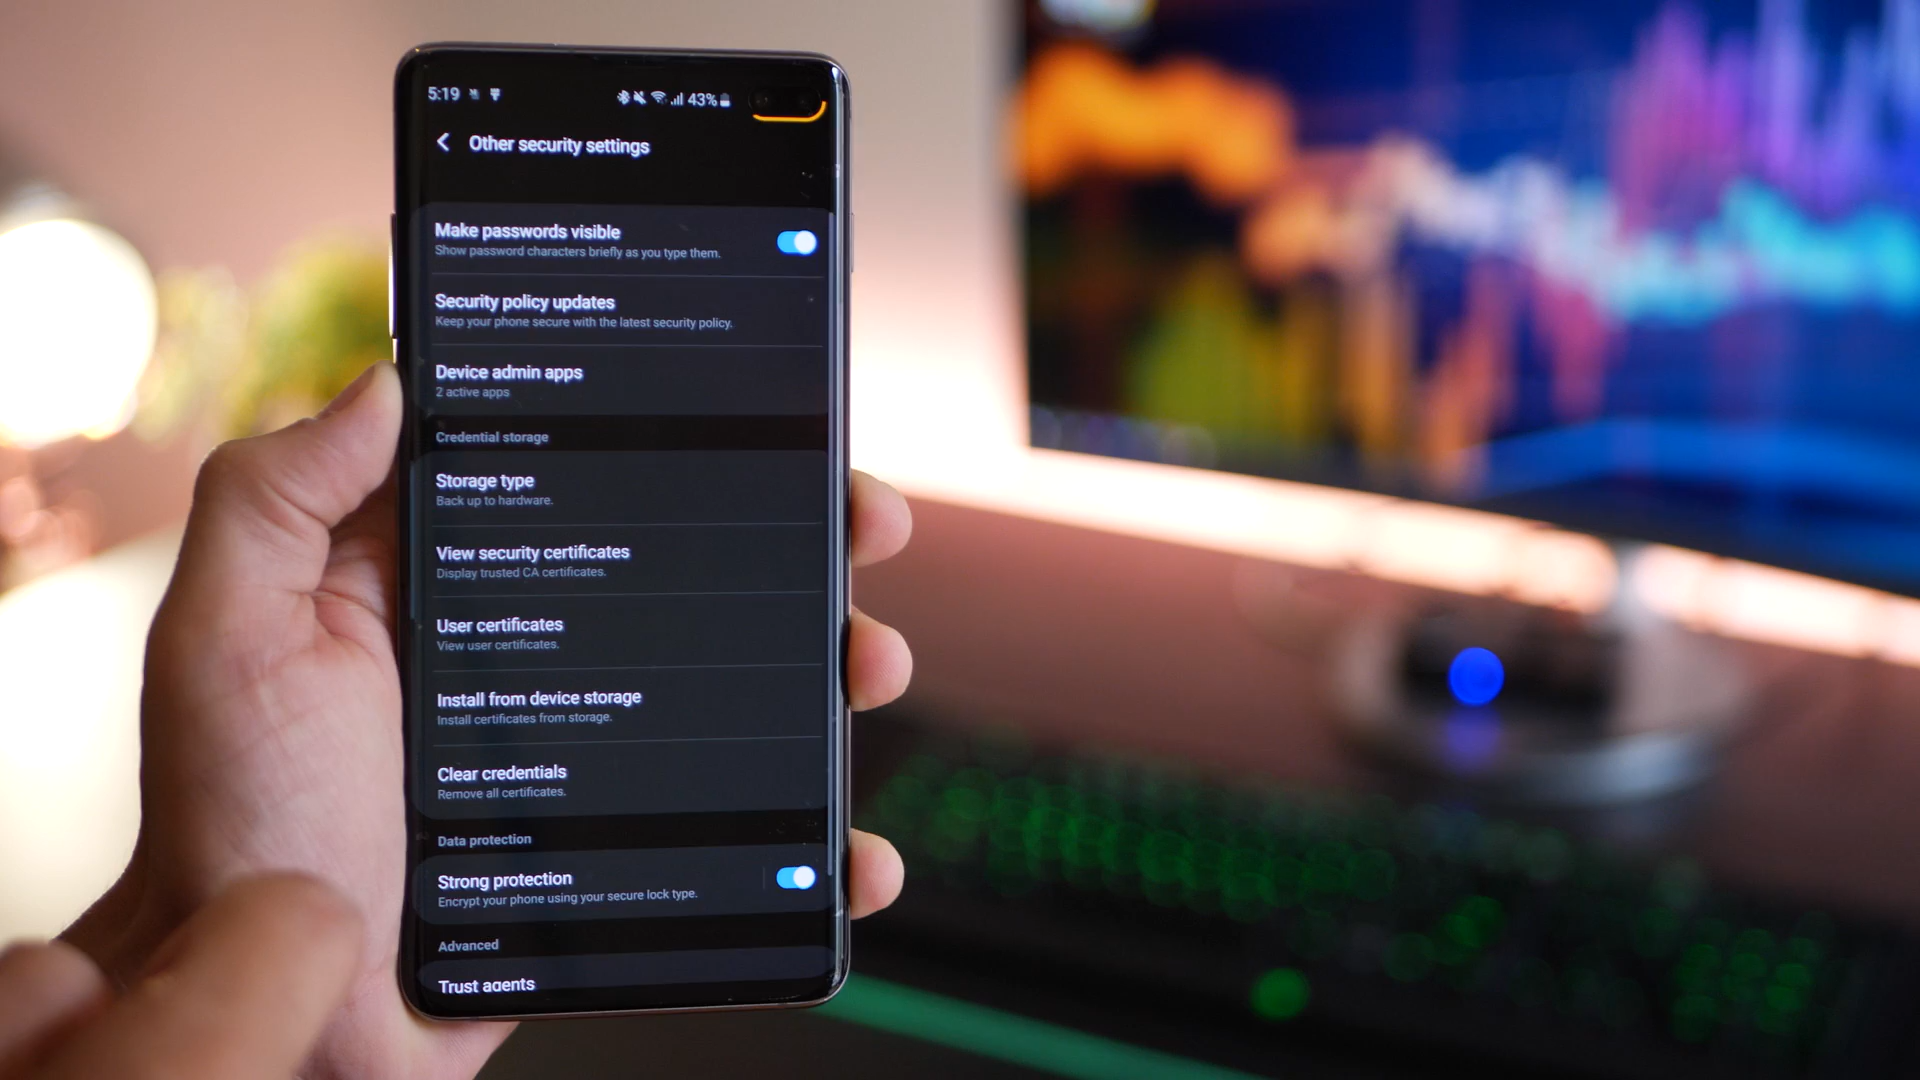 5:19 43%
Other security settings
Make passwords visible
Show password characters briefly as you type them.
Security policy updates
Keep your phone secure with the latest security policy.
Device admin apps
2 active apps
Credential storage
Storage type
Back up to hardware.
View security certificates
Display trusted CA certificates.
User certificates
View user certificates.
Install from device storage
Install certificates from storage.
Clear credentials
Remove all certificates.
Data protection
Strong protection
Encrypt your phone using your secure lock type.
Advanced
Trust agents